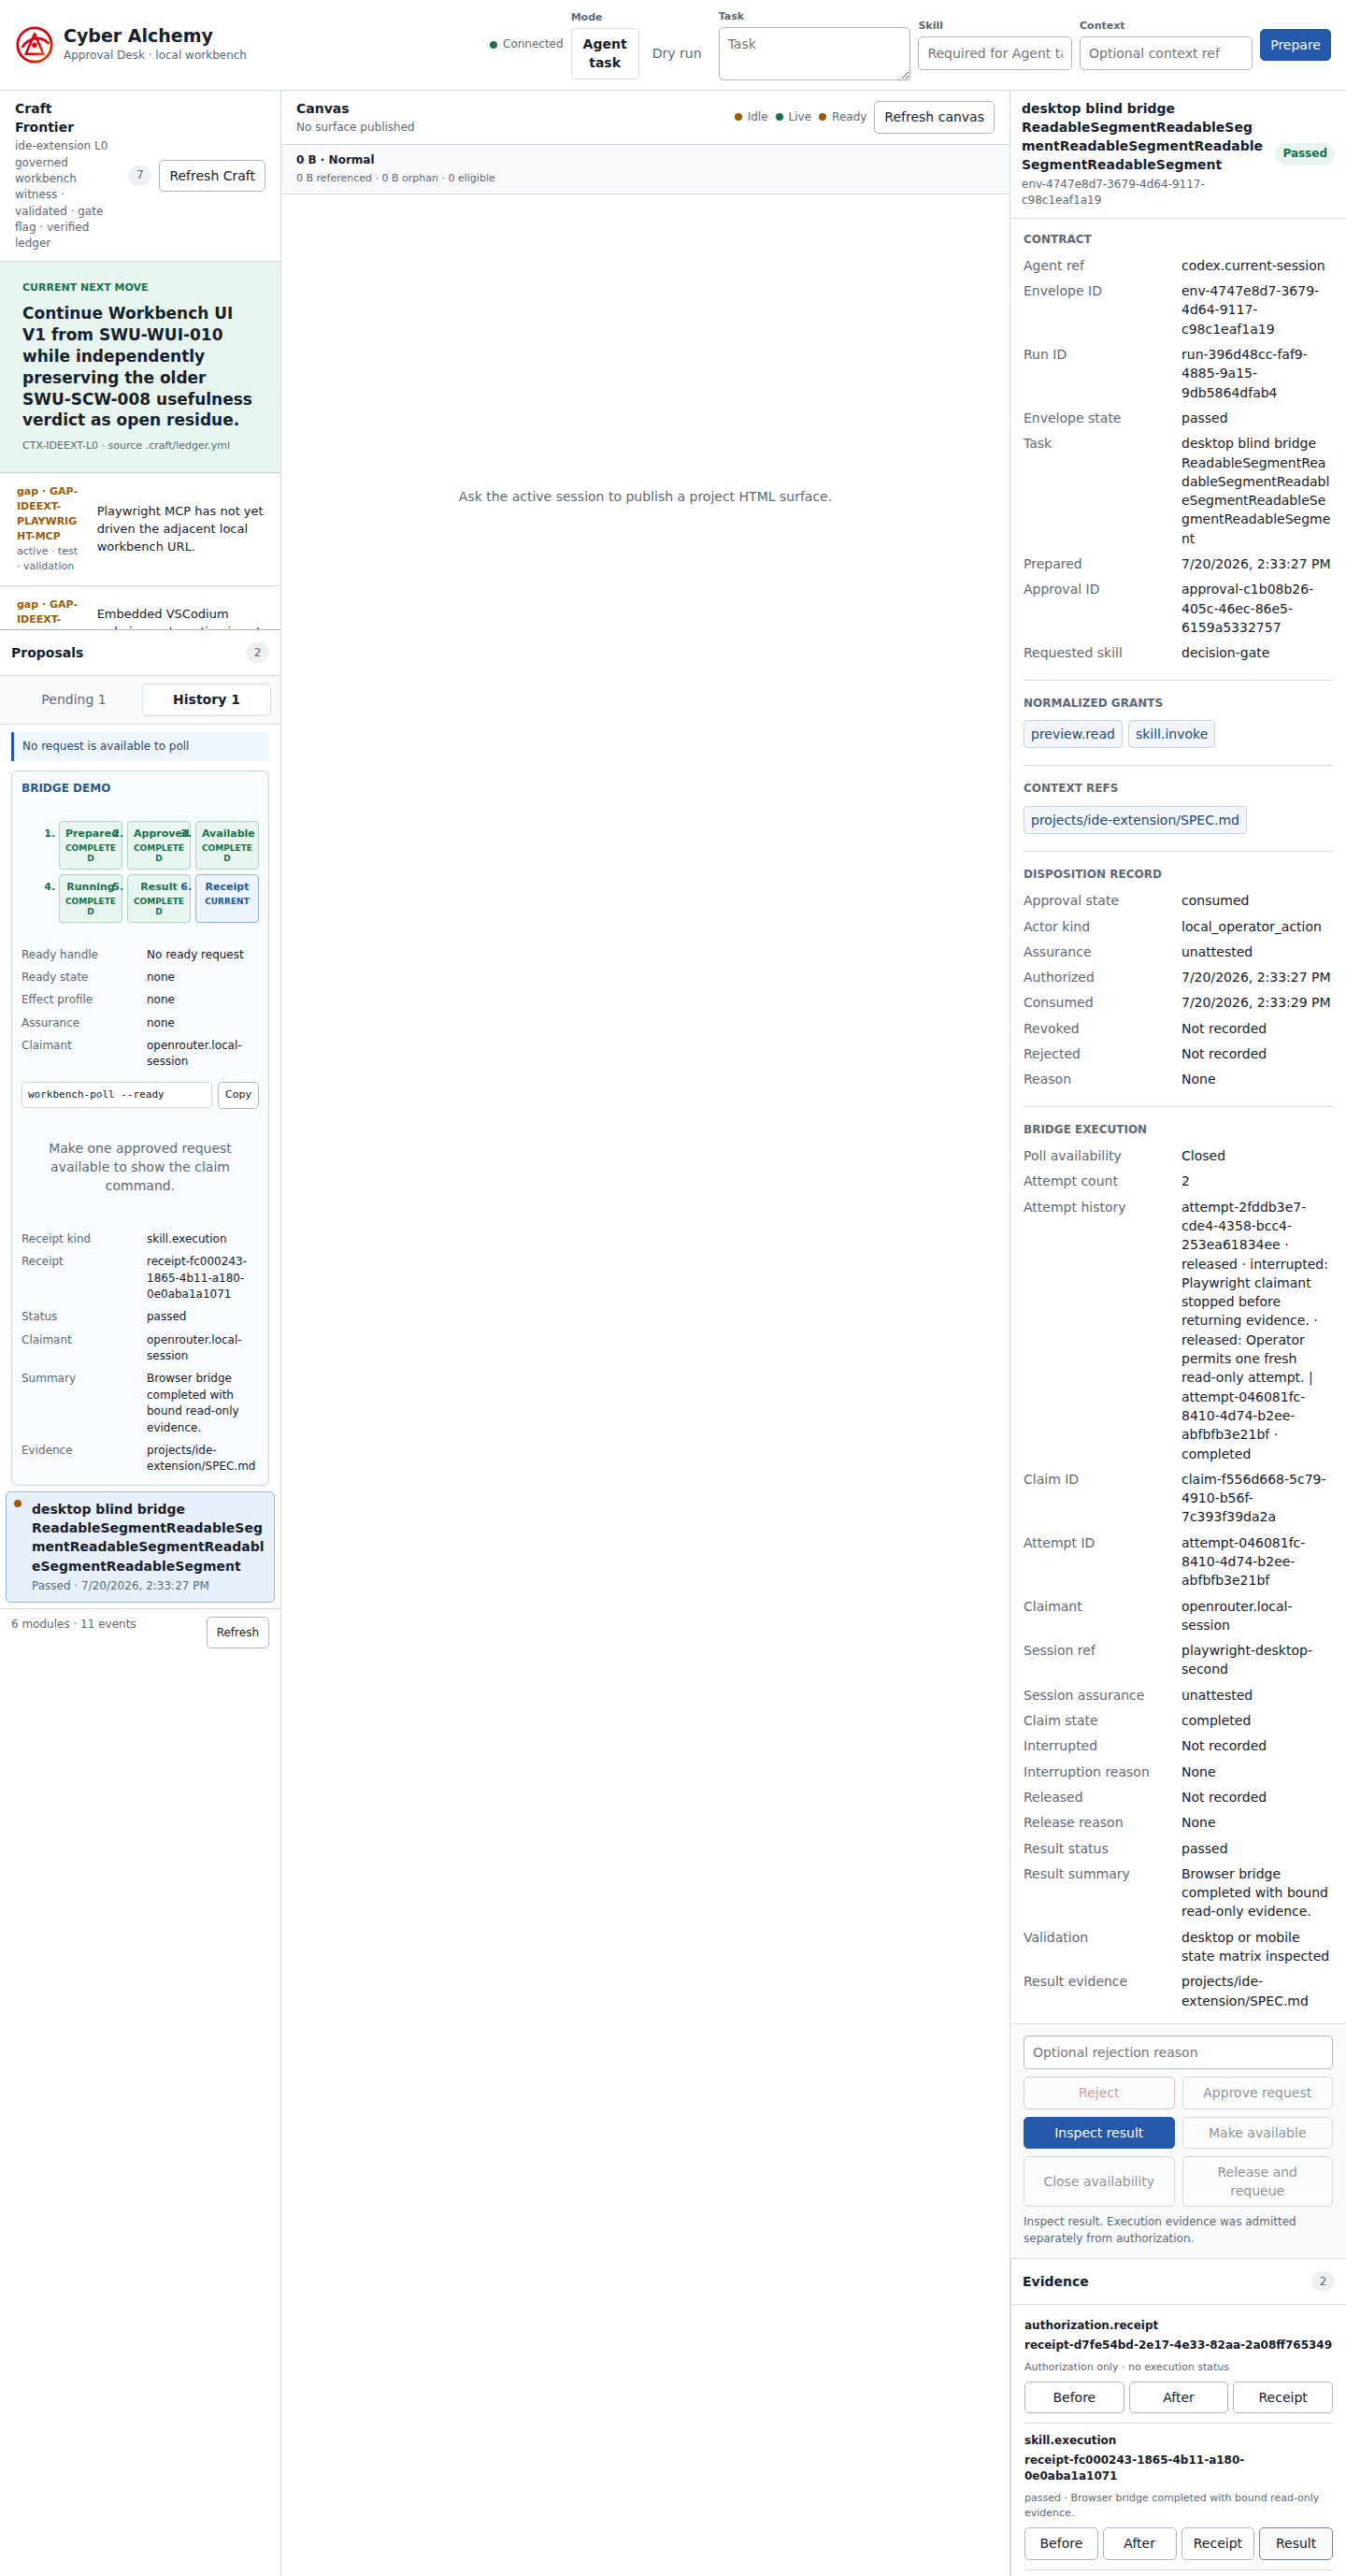 Cyber Alchemy
Approval Desk · local workbench
Connected
Mode
Agent
task
Dry run
Task
Task
Skill
Required for Agent ta
Context
Optional context ref
Prepare
Craft
Frontier
ide-extension L0
governed
workbench
witness ·
validated · gate
flag · verified
ledger
7
Refresh Craft
CURRENT NEXT MOVE
Continue Workbench UI
V1 from SWU-WUI-010
while independently
preserving the older
SWU-SCW-008 usefulness
verdict as open residue.
CTX-IDEEXT-L0 · source .craft/ledger.yml
gap · GAP-
IDEEXT-
PLAYWRIG
HT-MCP
active · test
· validation
Playwright MCP has not yet
driven the adjacent local
workbench URL.
gap · GAP-
IDEEXT-
Embedded VSCodium
Proposals
2
Pending 1
History 1
No request is available to poll
BRIDGE DEMO
1. Prepared
COMPLETE
D
2. Approved
COMPLETE
D
3. Available
COMPLETE
D
4. Running
COMPLETE
D
5. Result
COMPLETE
D
6. Receipt
CURRENT
Ready handle No ready request
Ready state none
Effect profile none
Assurance none
Claimant openrouter.local-
session
workbench-poll --ready
Copy
Make one approved request
available to show the claim
command.
Receipt kind skill.execution
Receipt receipt-fc000243-
1865-4b11-a180-
0e0aba1a1071
Status passed
Claimant openrouter.local-
session
Summary Browser bridge
completed with
bound read-only
evidence.
Evidence projects/ide-
extension/SPEC.md
desktop blind bridge
ReadableSegmentReadableSeg
mentReadableSegmentReadabl
eSegmentReadableSegment
Passed · 7/20/2026, 2:33:27 PM
6 modules · 11 events
Refresh
Canvas
No surface published
Idle
Live
Ready
Refresh canvas
0 B · Normal
0 B referenced · 0 B orphan · 0 eligible
Ask the active session to publish a project HTML surface.
desktop blind bridge
ReadableSegmentReadableSeg
mentReadableSegmentReadable
SegmentReadableSegment
env-4747e8d7-3679-4d64-9117-
c98c1eaf1a19
Passed
CONTRACT
Agent ref codex.current-session
Envelope ID env-4747e8d7-3679-
4d64-9117-
c98c1eaf1a19
Run ID run-396d48cc-faf9-
4885-9a15-
9db5864dfab4
Envelope state passed
Task desktop blind bridge
ReadableSegmentRea
dableSegmentReadabl
eSegmentReadableSe
gmentReadableSegme
nt
Prepared 7/20/2026, 2:33:27 PM
Approval ID approval-c1b08b26-
405c-46ec-86e5-
6159a5332757
Requested skill decision-gate
NORMALIZED GRANTS
preview.read
skill.invoke
CONTEXT REFS
projects/ide-extension/SPEC.md
DISPOSITION RECORD
Approval state consumed
Actor kind local_operator_action
Assurance unattested
Authorized 7/20/2026, 2:33:27 PM
Consumed 7/20/2026, 2:33:29 PM
Revoked Not recorded
Rejected Not recorded
Reason None
BRIDGE EXECUTION
Poll availability Closed
Attempt count 2
Attempt history attempt-2fddb3e7-
cde4-4358-bcc4-
253ea61834ee ·
released · interrupted:
Playwright claimant
stopped before
returning evidence. ·
released: Operator
permits one fresh
read-only attempt. |
attempt-046081fc-
8410-4d74-b2ee-
abfbfb3e21bf ·
completed
Claim ID claim-f556d668-5c79-
4910-b56f-
7c393f39da2a
Attempt ID attempt-046081fc-
8410-4d74-b2ee-
abfbfb3e21bf
Claimant openrouter.local-
session
Session ref playwright-desktop-
second
Session assurance unattested
Claim state completed
Interrupted Not recorded
Interruption reason None
Released Not recorded
Release reason None
Result status passed
Result summary Browser bridge
completed with bound
read-only evidence.
Validation desktop or mobile
state matrix inspected
Result evidence projects/ide-
extension/SPEC.md
Optional rejection reason
Reject
Approve request
Inspect result
Make available
Close availability
Release and
requeue
Inspect result. Execution evidence was admitted
separately from authorization.
Evidence
2
authorization.receipt
receipt-d7fe54bd-2e17-4e33-82aa-2a08ff765349
Authorization only · no execution status
Before
After
Receipt
skill.execution
receipt-fc000243-1865-4b11-a180-
0e0aba1a1071
passed · Browser bridge completed with bound read-only
evidence.
Before
After
Receipt
Result